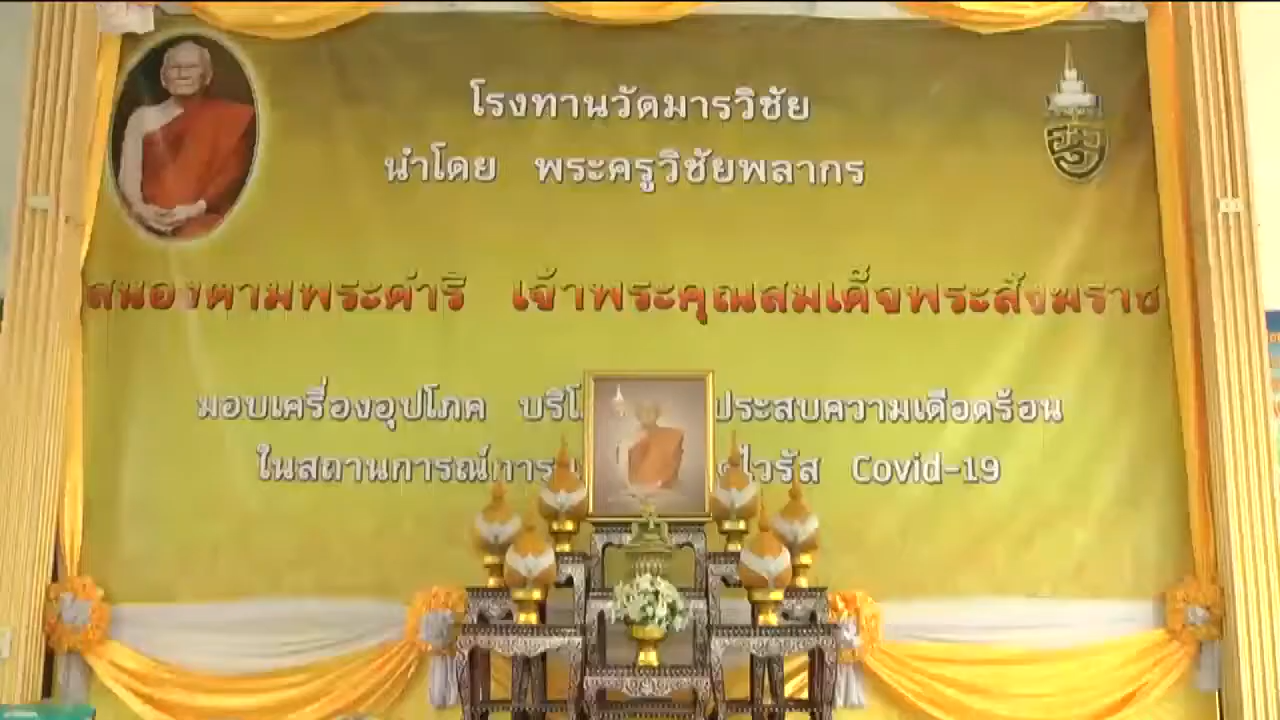 โรงทานวัดมารวิชัย
นำโดย พระครูวิชัยพลากร
สนองตามพระดำริ เจ้าพระคุณสมเด็จพระสังฆราช
มอบเครื่องอุปโภค ประสบความเดือดร้อน
ในสถานการณ์การ ไวรัส Covid-19